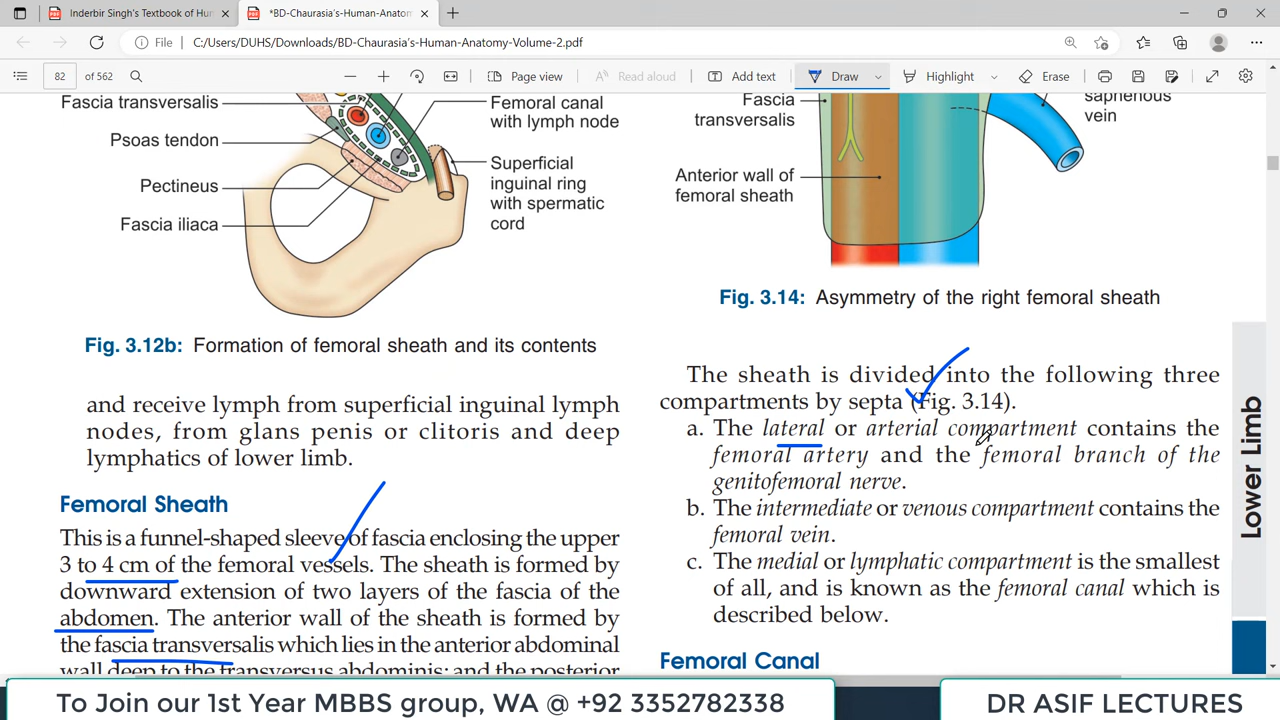 Inderbir Singh's Textbook of Hum
*BD-Chaurasia's-Human-Anatom
File
C:/Users/DUHS/Downloads/BD-Chaurasia's-Human-Anatomy-Volume-2.pdf
82 of 562
Page view
Read aloud
Add text
Draw
Highlight
Erase
Fascia transversalis
Psoas tendon
Pectineus
Fascia iliaca
Femoral canal
with lymph node
Superficial
inguinal ring
with spermatic
cord
Fig. 3.12b: Formation of femoral sheath and its contents
and receive lymph from superficial inguinal lymph
nodes, from glans penis or clitoris and deep
lymphatics of lower limb.
Femoral Sheath
This is a funnel-shaped sleeve of fascia enclosing the upper
3 to 4 cm of the femoral vessels. The sheath is formed by
downward extension of two layers of the fascia of the
abdomen. The anterior wall of the sheath is formed by
the fascia transversalis which lies in the anterior abdominal
wall deep to the transversus abdominis; and the posterior
Fascia
transversalis
Anterior wall of
femoral sheath
saphenous
vein
Fig. 3.14: Asymmetry of the right femoral sheath
The sheath is divided into the following three
compartments by septa (Fig. 3.14).
a. The lateral or arterial compartment contains the
femoral artery and the femoral branch of the
genitofemoral nerve.
b. The intermediate or venous compartment contains the
femoral vein.
c. The medial or lymphatic compartment is the smallest
of all, and is known as the femoral canal which is
described below.
Femoral Canal
Lower Limb
To Join our 1st Year MBBS group, WA @ +92 3352782338
DR ASIF LECTURES